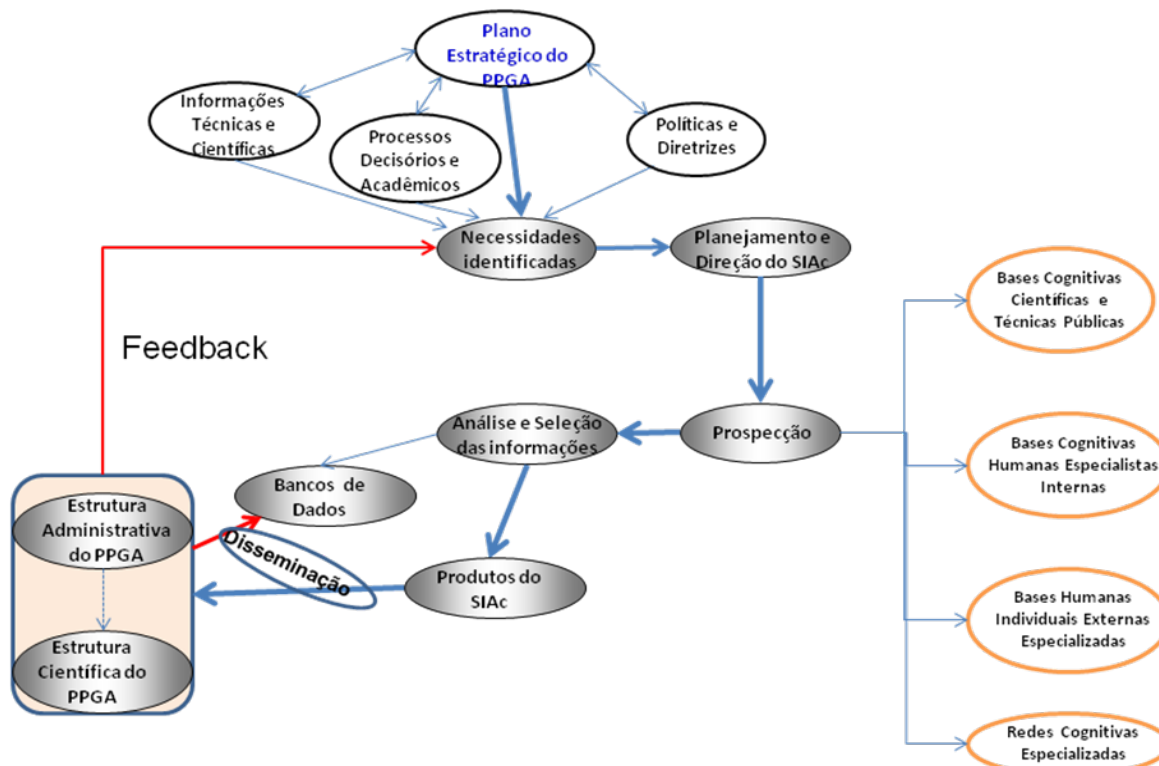 Plano
Estratégico do
PPGA
Informações
Técnicas e
Científicas
Processos
Decisórios e
Acadêmicos
Políticas e
Diretrizes
Necessidades
identificadas
Planejamento e
Direção do SIAc
Bases Cognitivas
Científicas e
Técnicas Públicas
Feedback
Análise e Seleção
das informações
Prospecção
Bases Cognitivas
Humanas Especialistas
Internas
Bancos de
Dados
Estrutura
Administrativa
do PPGA
Disseminação
Produtos do
SIAc
Bases Humanas
Individuais Externas
Especializadas
Estrutura
Científica do
PPGA
Redes Cognitivas
Especializadas